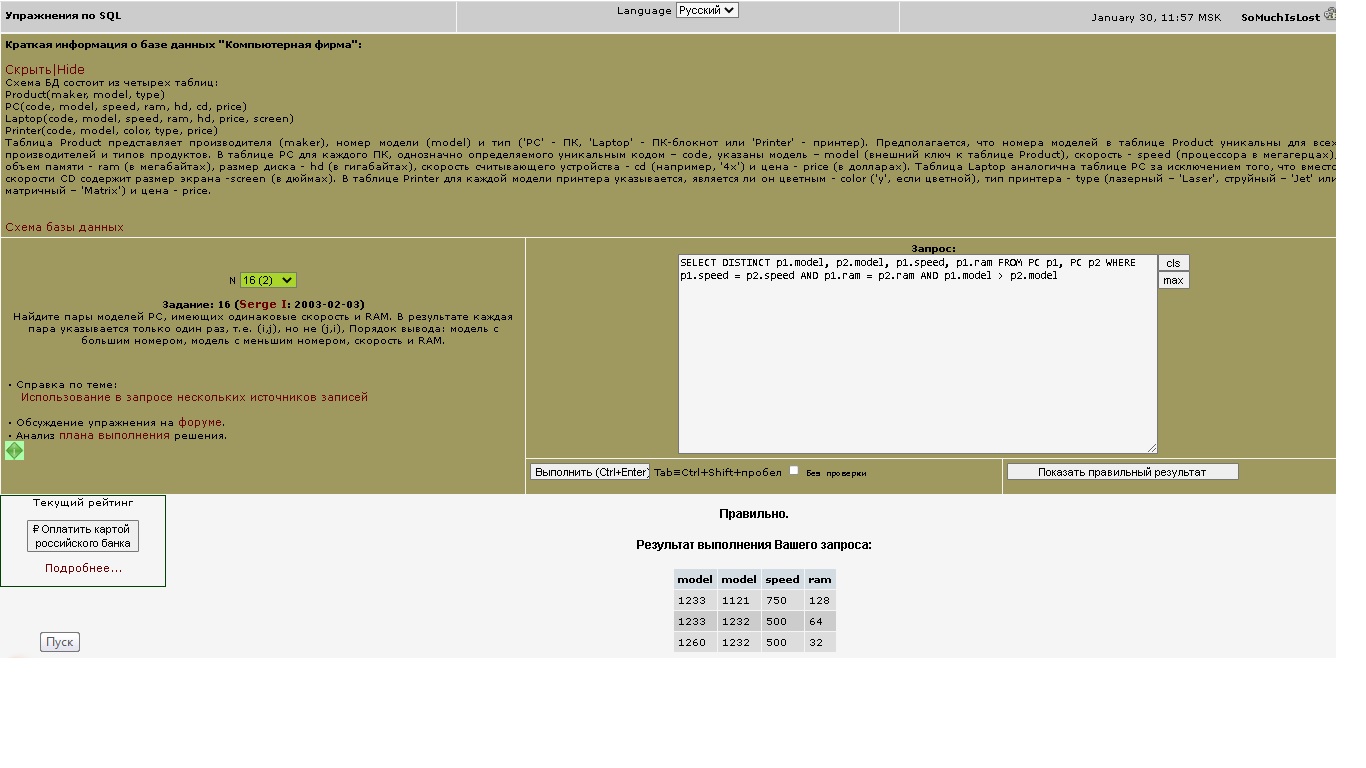 Упражнения по SQL
Language Русский
January 30, 11:57 MSK SoMuchIsLost
Краткая информация о базе данных "Компьютерная фирма":
Скрыть|Hide
Схема БД состоит из четырех таблиц:
Product(maker, model, type)
PC(code, model, speed, ram, hd, cd, price)
Laptop(code, model, speed, ram, hd, price, screen)
Printer(code, model, color, type, price)
Таблица Product представляет производителя (maker), номер модели (model) и тип ('PC' - ПК, 'Laptop' - ПК-блокнот или 'Printer' - принтер). Предполагается, что номера моделей в таблице Product уникальны для всех
производителей и типов продуктов. В таблице PC для каждого ПК, однозначно определяемого уникальным кодом – code, указаны модель – model (внешний ключ к таблице Product), скорость - speed (процессора в мегагерцах),
объем памяти - ram (в мегабайтах), размер диска - hd (в гигабайтах), скорость считывающего устройства - cd (например, '4x') и цена - price (в долларах). Таблица Laptop аналогична таблице РС за исключением того, что вместо
скорости CD содержит размер экрана -screen (в дюймах). В таблице Printer для каждой модели принтера указывается, является ли он цветным - color ('y', если цветной), тип принтера - type (лазерный – 'Laser', струйный – 'Jet' или
матричный – 'Matrix') и цена - price.
Схема базы данных
N 16 (2)
Задание: 16 (Serge I: 2003-02-03)
Найдите пары моделей PC, имеющих одинаковые скорость и RAM. В результате каждая
пара указывается только один раз, т.е. (i,j), но не (j,i), Порядок вывода: модель с
большим номером, модель с меньшим номером, скорость и RAM.
• Справка по теме:
Использование в запросе нескольких источников записей
• Обсуждение упражнения на форуме.
• Анализ плана выполнения решения.
Запрос:
SELECT DISTINCT p1.model, p2.model, p1.speed, p1.ram FROM PC p1, PC p2 WHERE
p1.speed = p2.speed AND p1.ram = p2.ram AND p1.model > p2.model
cls
max
Выполнить (Ctrl+Enter) Tab≡Ctrl+Shift+пробел Без проверки
Показать правильный результат
Текущий рейтинг
₽ Оплатить картой
российского банка
Подробнее...
Пуск
Правильно.
Результат выполнения Вашего запроса:
model model speed ram
1233 1121 750 128
1233 1232 500 64
1260 1232 500 32